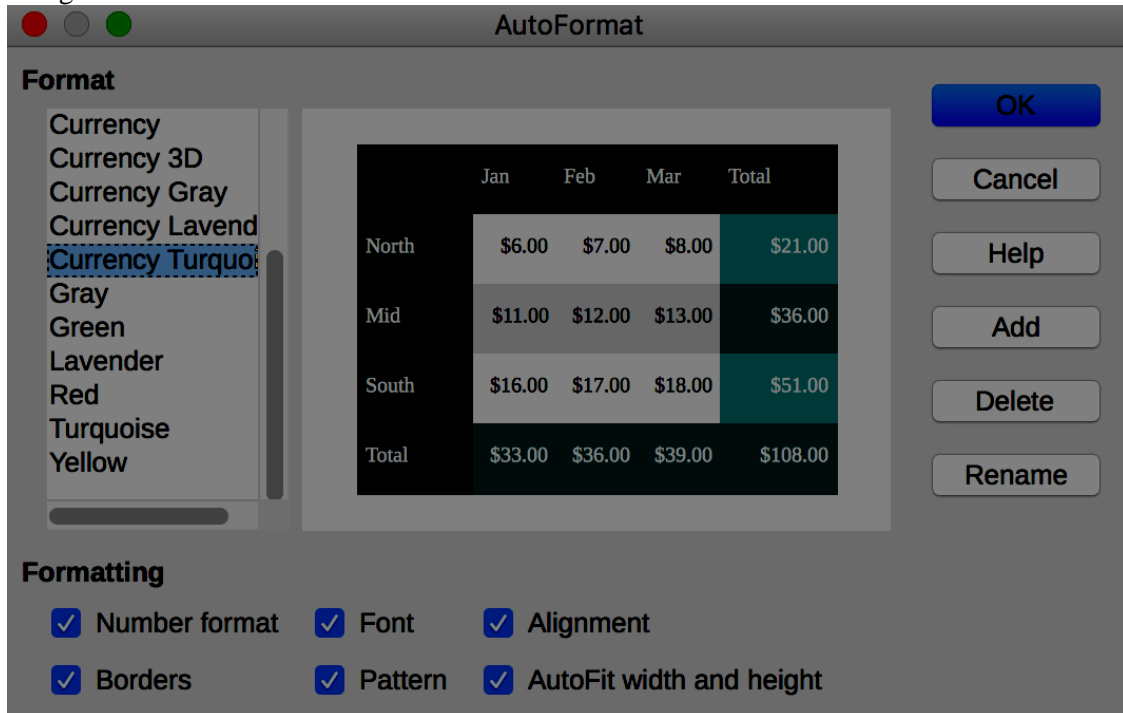 AutoFormat
Format
Currency
Currency 3D
Currency Gray
Currency Lavend
Currency Turquo
Gray
Green
Lavender
Red
Turquoise
Yellow
Jan Feb Mar Total
North $6.00 $7.00 $8.00 $21.00
Mid $11.00 $12.00 $13.00 $36.00
South $16.00 $17.00 $18.00 $51.00
Total $33.00 $36.00 $39.00 $108.00
OK
Cancel
Help
Add
Delete
Rename
Formatting
Number format Font Alignment
Borders Pattern AutoFit width and height